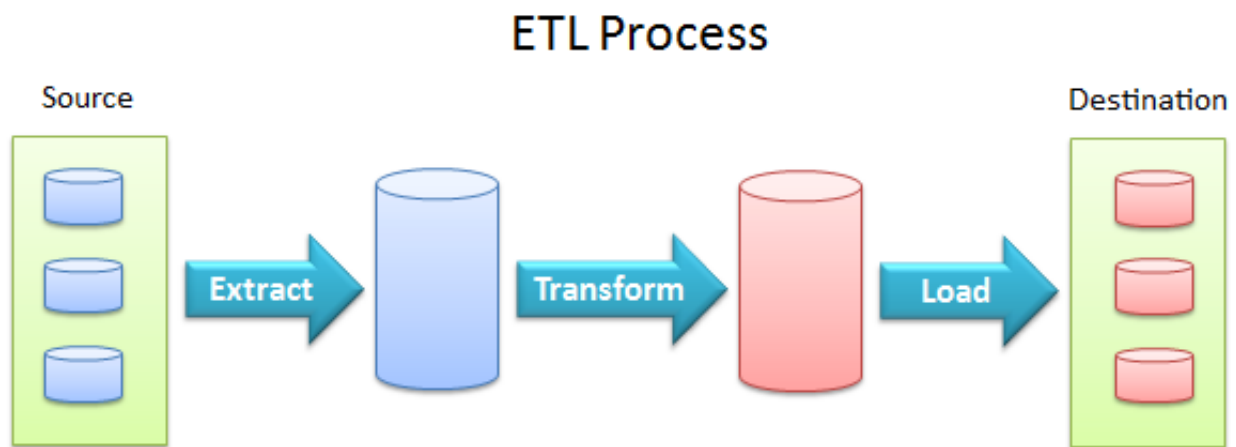 ETL Process
Source
Destination
Extract
Transform
Load